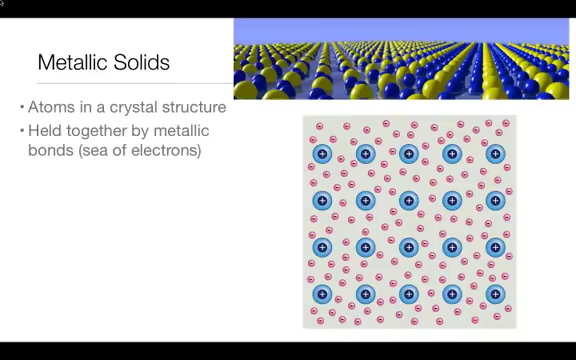 Metallic Solids
• Atoms in a crystal structure
• Held together by metallic
bonds (sea of electrons)